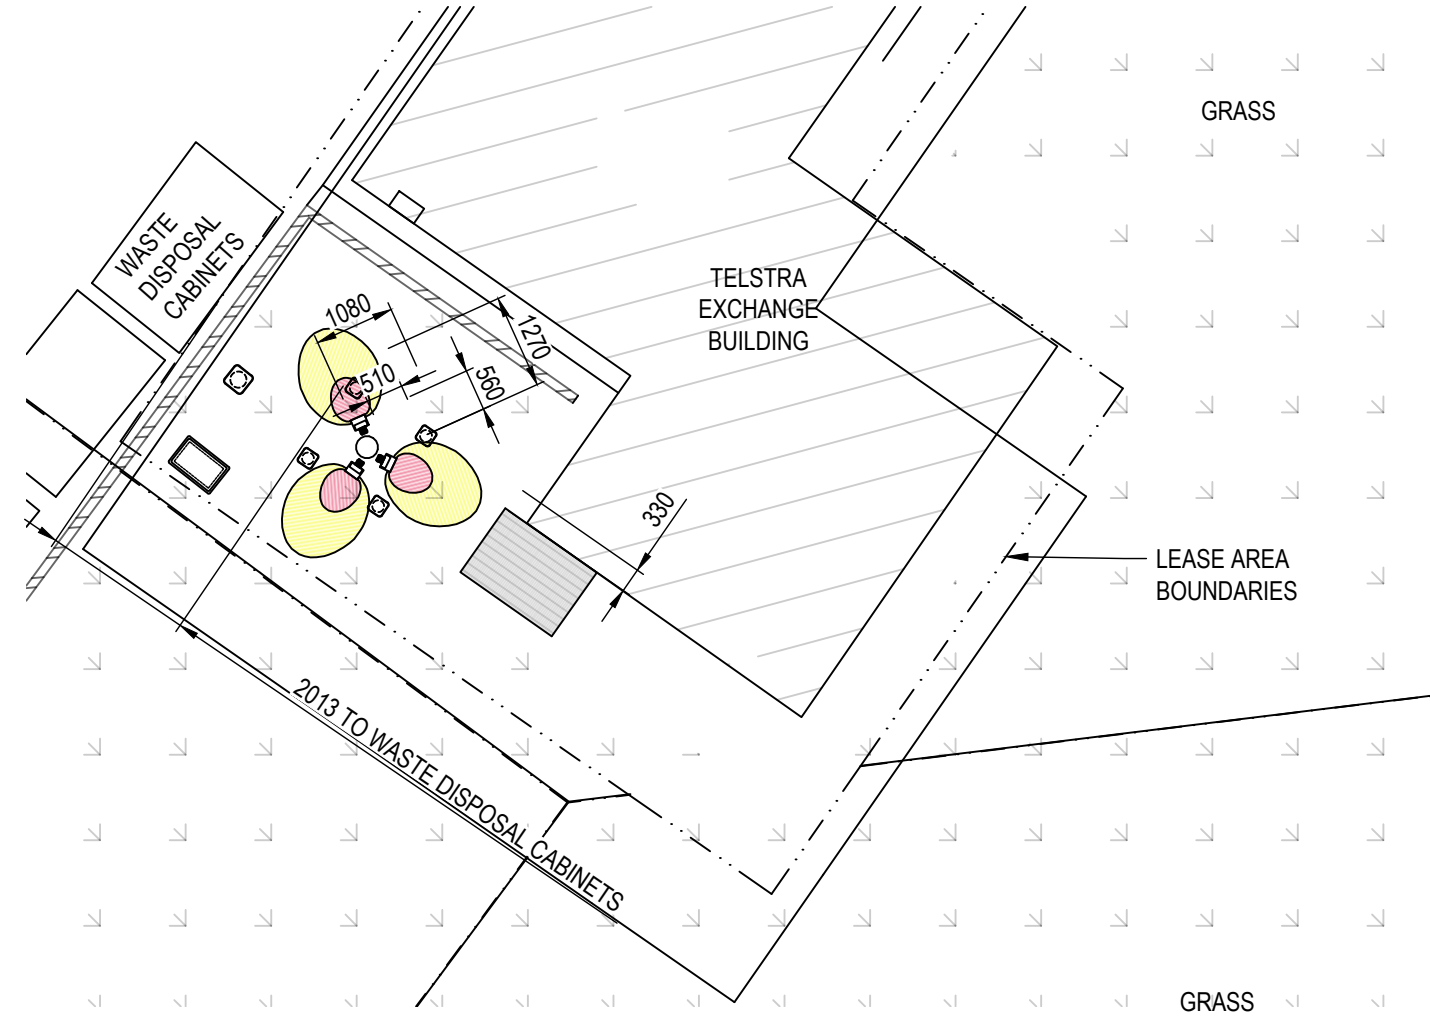 GRASS
WASTE
DISPOSAL
CABINETS
TELSTRA
EXCHANGE
BUILDING
1080
1270
510
560
330
LEASE AREA
BOUNDARIES
2013 TO WASTE DISPOSAL CABINETS
GRASS